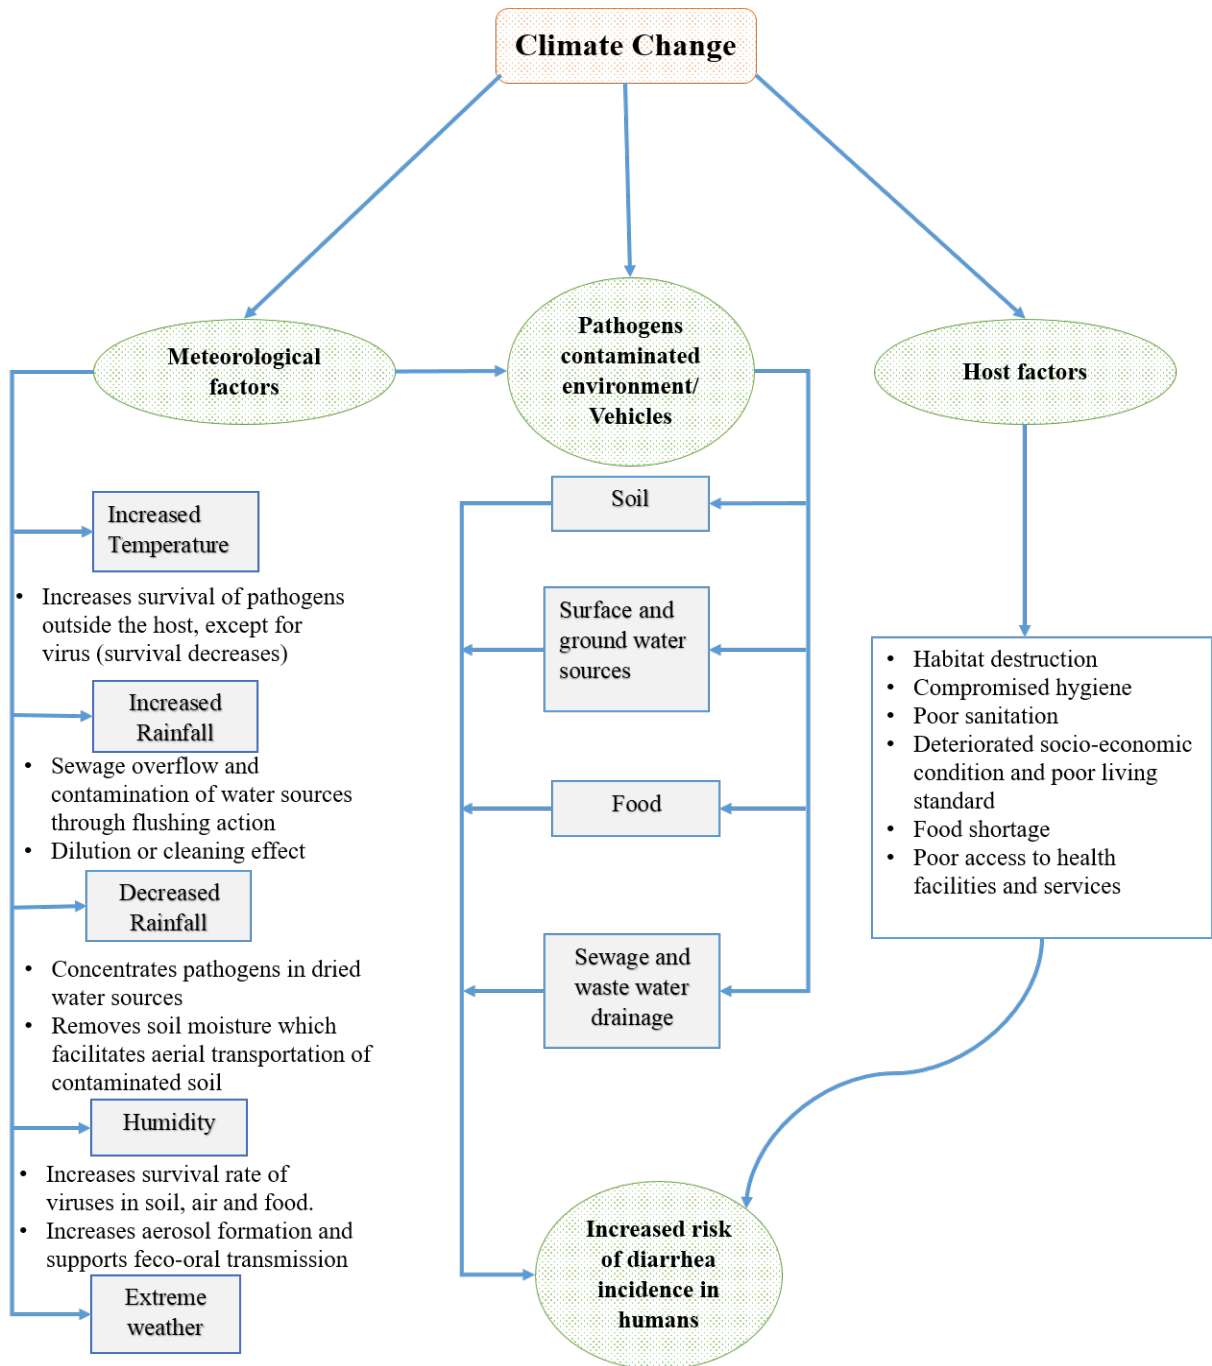 Climate Change
Meteorological
factors
Pathogens
contaminated
environment/
Vehicles
Host factors
Increased
Temperature
• Increases survival of pathogens
outside the host, except for
virus (survival decreases)
Increased
Rainfall
• Sewage overflow and
contamination of water sources
through flushing action
• Dilution or cleaning effect
Decreased
Rainfall
• Concentrates pathogens in dried
water sources
• Removes soil moisture which
facilitates aerial transportation of
contaminated soil
Humidity
• Increases survival rate of
viruses in soil, air and food.
• Increases aerosol formation and
supports feco-oral transmission
Extreme
weather
Soil
Surface and
ground water
sources
Food
Sewage and
waste water
drainage
• Habitat destruction
• Compromised hygiene
• Poor sanitation
• Deteriorated socio-economic
condition and poor living
standard
• Food shortage
• Poor access to health
facilities and services
Increased risk
of diarrhea
incidence in
humans